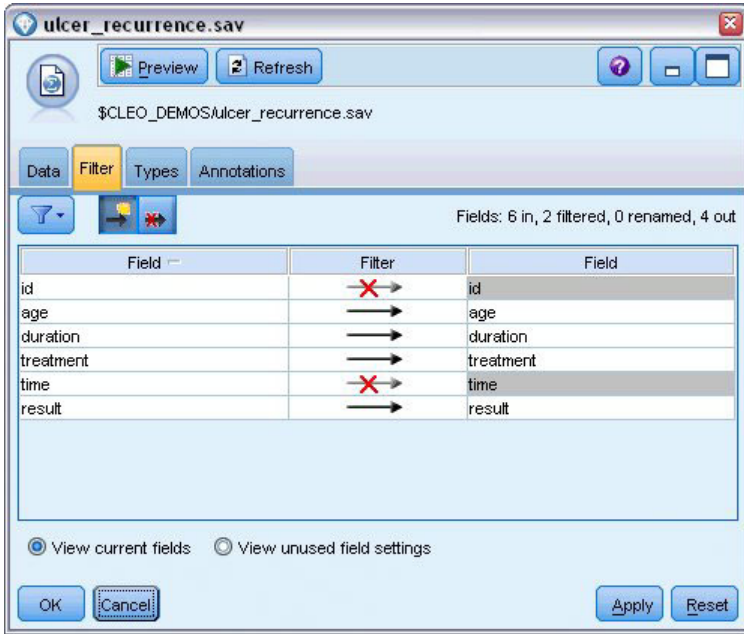 ulcer_recurrence.sav
Preview Refresh
$CLEO_DEMOS/ulcer_recurrence.sav
Data Filter Types Annotations
Fields: 6 in, 2 filtered, 0 renamed, 4 out
Field Filter Field
id id
age age
duration duration
treatment treatment
time time
result result
View current fields View unused field settings
OK Cancel Apply Reset